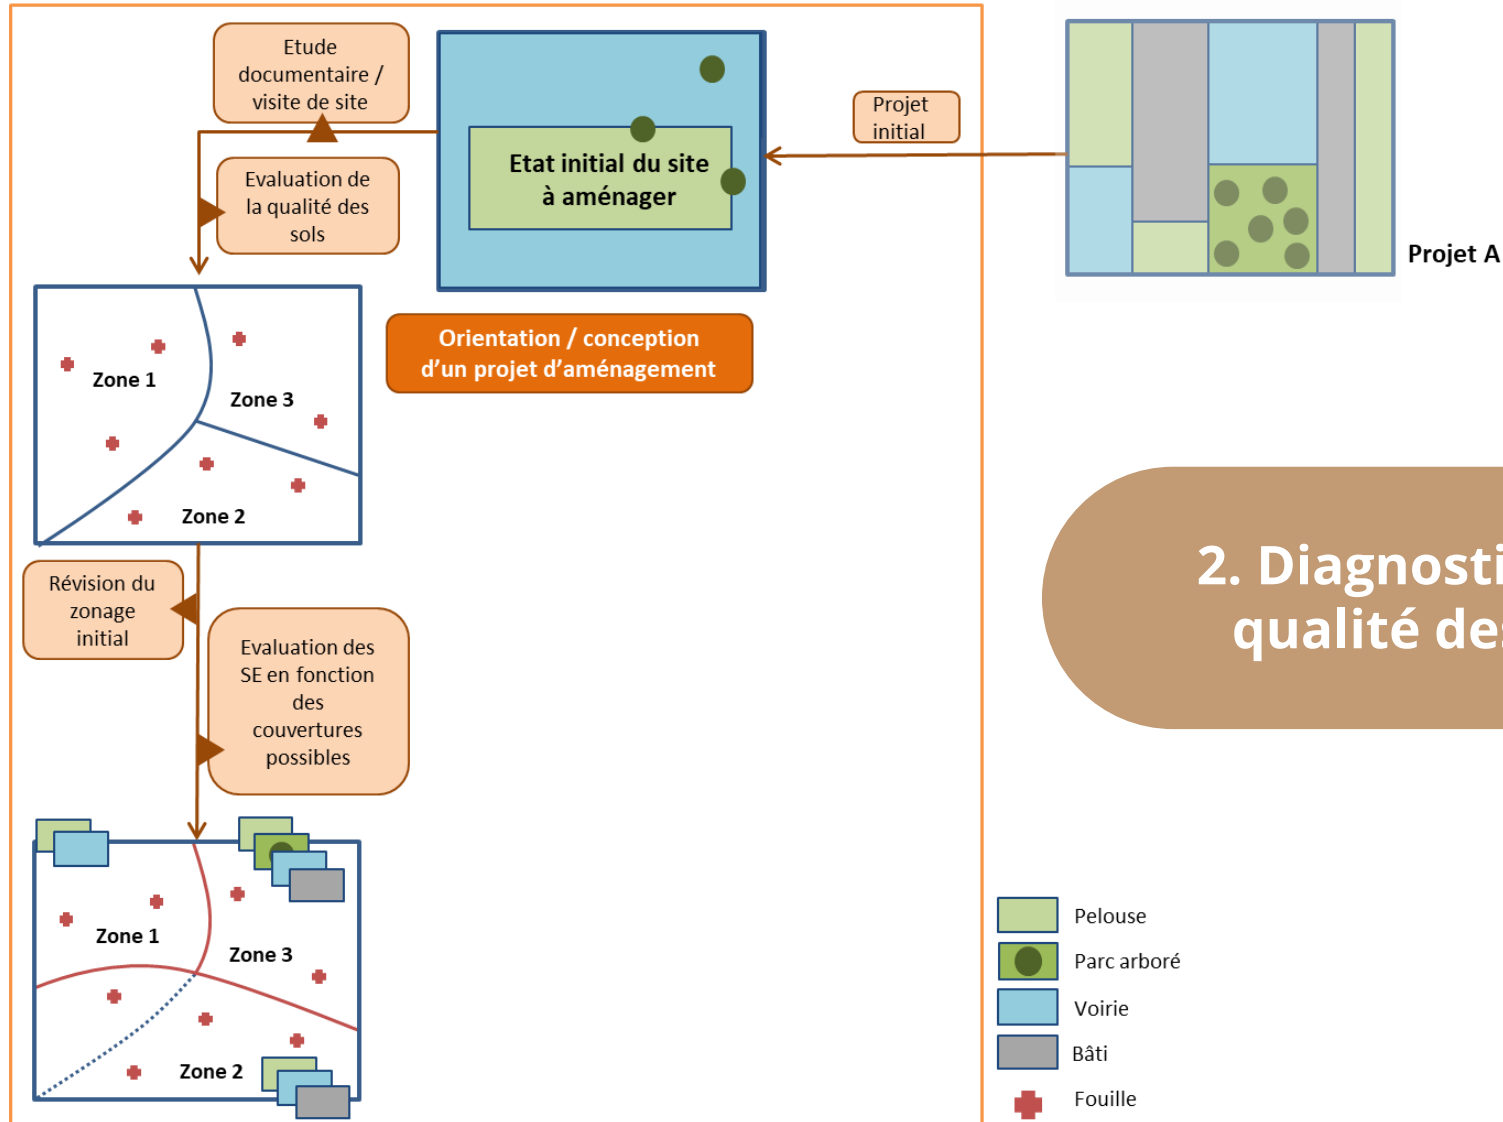 Etude
documentaire /
visite de site
Evaluation de
la qualité des
sols
Etat initial du site
à aménager
Projet
initial
Projet A
Orientation / conception
d'un projet d'aménagement
Zone 1
Zone 3
Zone 2
Révision du
zonage
initial
Evaluation des
SE en fonction
des
couvertures
possibles
2. Diagnosti
qualité des
Zone 1
Zone 3
Zone 2
Pelouse
Parc arboré
Voirie
Bâti
Fouille